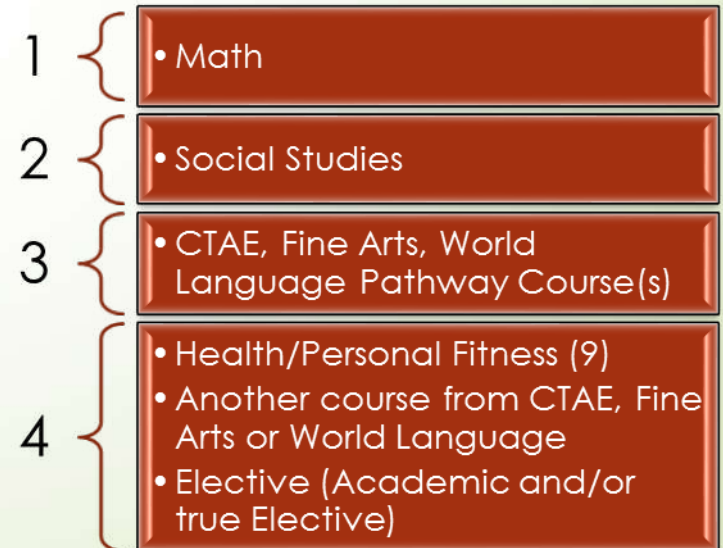 1
• Math
2
• Social Studies
3
• CTAE, Fine Arts, World
Language Pathway Course(s)
4
• Health/Personal Fitness (9)
• Another course from CTAE, Fine
Arts or World Language
• Elective (Academic and/or
true Elective)